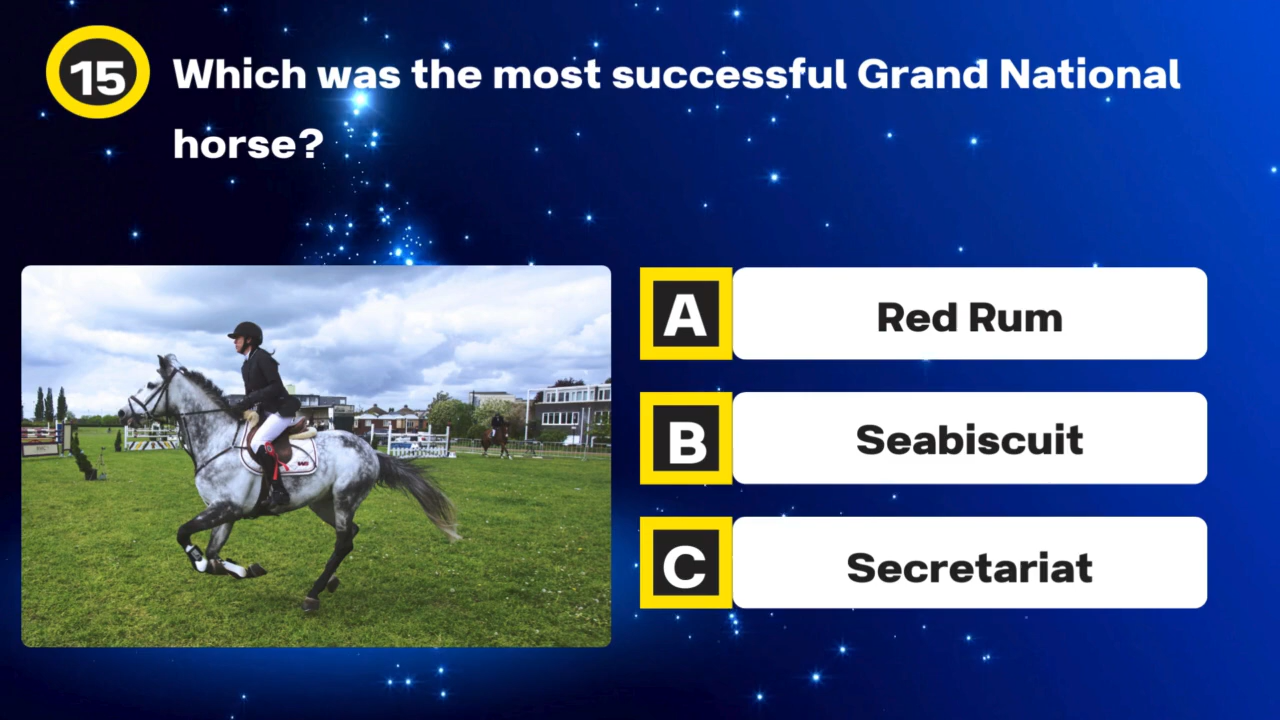 15
Which was the most successful Grand National
horse?
A
Red Rum
B
Seabiscuit
C
Secretariat